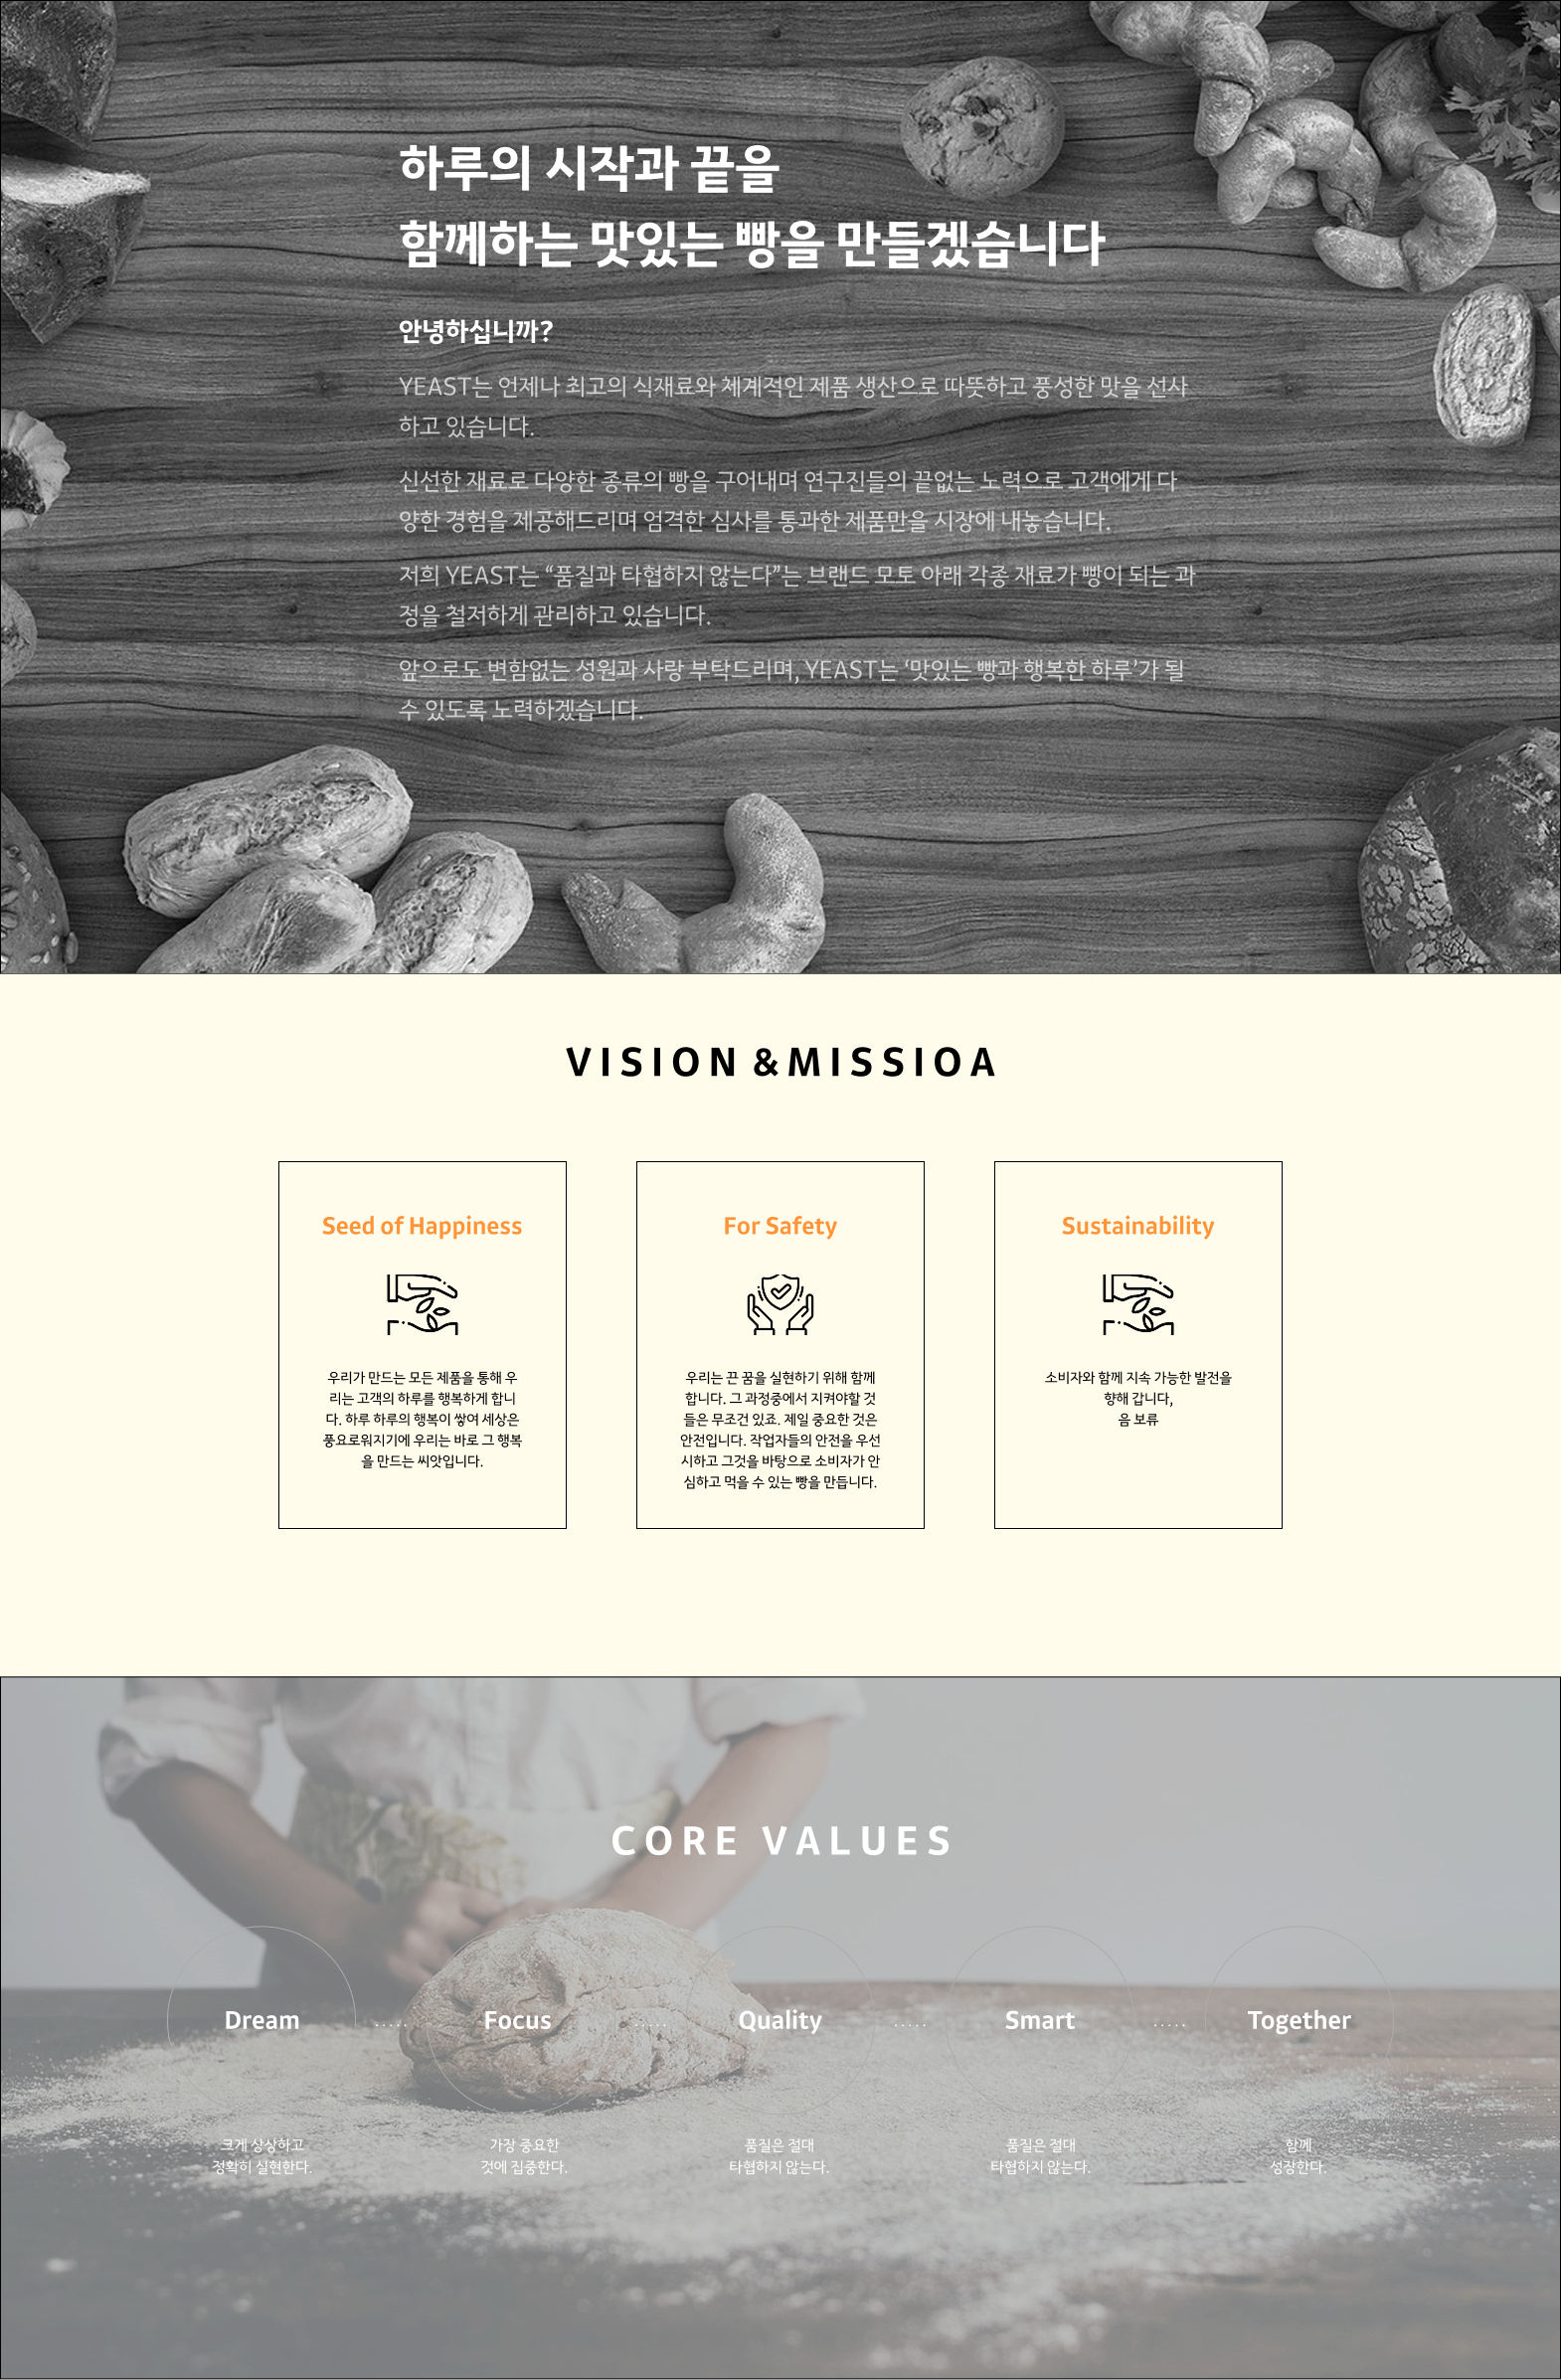 하루의 시작과 끝을
함께하는 맛있는 빵을 만들겠습니다
안녕하십니까?
YEAST는 언제나 최고의 식재료와 체계적인 제품 생산으로 따뜻하고 풍성한 맛을 선사
하고 있습니다.
신선한 재료로 다양한 종류의 빵을 구어내며 연구진들의 끝없는 노력으로 고객에게 다
양한 경험을 제공해드리며 엄격한 심사를 통과한 제품만을 시장에 내놓습니다.
저희 YEAST는 “품질과 타협하지 않는다”는 브랜드 모토 아래 각종 재료가 빵이 되는 과
정을 철저하게 관리하고 있습니다.
앞으로도 변함없는 성원과 사랑 부탁드리며, YEAST는 ‘맛있는 빵과 행복한 하루’가 될
수 있도록 노력하겠습니다.
VISION &MISSIOA
Seed of Happiness
우리가 만드는 모든 제품을 통해 우
리는 고객의 하루를 행복하게 합니
다. 하루 하루의 행복이 쌓여 세상은
풍요로워지기에 우리는 바로 그 행복
을 만드는 씨앗입니다.
For Safety
우리는 끈 꿈을 실현하기 위해 함께
합니다. 그 과정중에서 지켜야할 것
들은 무조건 있죠. 제일 중요한 것은
안전입니다. 작업자들의 안전을 우선
시하고 그것을 바탕으로 소비자가 안
심하고 먹을 수 있는 빵을 만듭니다.
Sustainability
소비자와 함께 지속 가능한 발전을
향해 갑니다,
음 보류
CORE VALUES
Dream ..... Focus ..... Quality ..... Smart ..... Together
크게 상상하고
정확히 실현한다.
가장 중요한
것에 집중한다.
품질은 절대
타협하지 않는다.
품질은 절대
타협하지 않는다.
함께
성장한다.